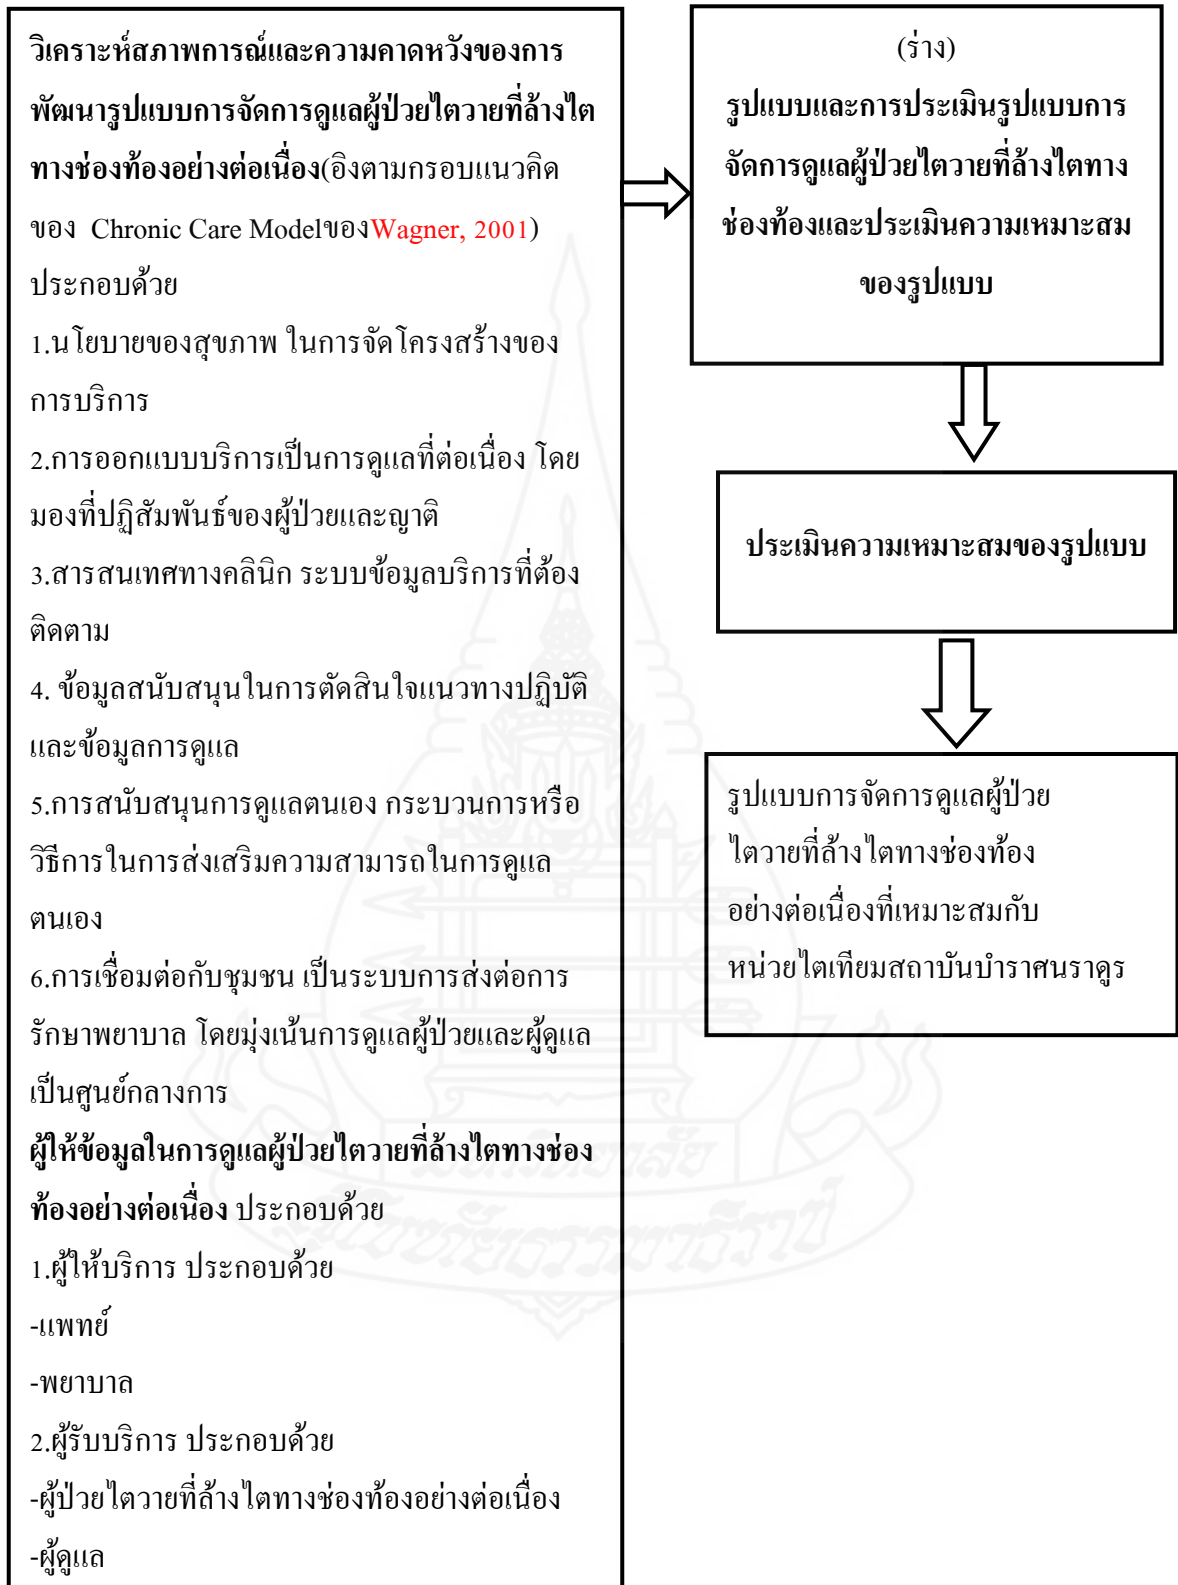 วิเคราะห์สภาพการณ์และความคาดหวังของการ
พัฒนารูปแบบการจัดการดูแลผู้ป่วยไตวายที่ล้างไต
ทางช่องท้องอย่างต่อเนื่อง(อิงตามกรอบแนวคิด
ของ Chronic Care ModelของWagner, 2001)
ประกอบด้วย
1.นโยบายของสุขภาพ ในการจัดโครงสร้างของ
การบริการ
2.การออกแบบบริการเป็นการดูแลที่ต่อเนื่อง โดย
มองที่ปฏิสัมพันธ์ของผู้ป่วยและญาติ
3.สารสนเทศทางคลินิก ระบบข้อมูลบริการที่ต้อง
ติดตาม
4. ข้อมูลสนับสนุนในการตัดสินใจแนวทางปฏิบัติ
และข้อมูลการดูแล
5.การสนับสนุนการดูแลตนเอง กระบวนการหรือ
วิธีการในการส่งเสริมความสามารถในการดูแล
ตนเอง
6.การเชื่อมต่อกับชุมชน เป็นระบบการส่งต่อการ
รักษาพยาบาล โดยมุ่งเน้นการดูแลผู้ป่วยและผู้ดูแล
เป็นศูนย์กลางการ
ผู้ให้ข้อมูลในการดูแลผู้ป่วยไตวายที่ล้างไตทางช่อง
ท้องอย่างต่อเนื่อง ประกอบด้วย
1.ผู้ให้บริการ ประกอบด้วย
-แพทย์
-พยาบาล
2.ผู้รับบริการ ประกอบด้วย
-ผู้ป่วยไตวายที่ล้างไตทางช่องท้องอย่างต่อเนื่อง
-ผู้ดูแล
(ร่าง)
รูปแบบและการประเมินรูปแบบการ
จัดการดูแลผู้ป่วยไตวายที่ล้างไตทาง
ช่องท้องและประเมินความเหมาะสม
ของรูปแบบ
ประเมินความเหมาะสมของรูปแบบ
รูปแบบการจัดการดูแลผู้ป่วย
ไตวายที่ล้างไตทางช่องท้อง
อย่างต่อเนื่องที่เหมาะสมกับ
หน่วยไตเทียมสถาบันบำราศนราดูร
มหาวิทยาลัย
สุโขทัยธรรมาธิราช